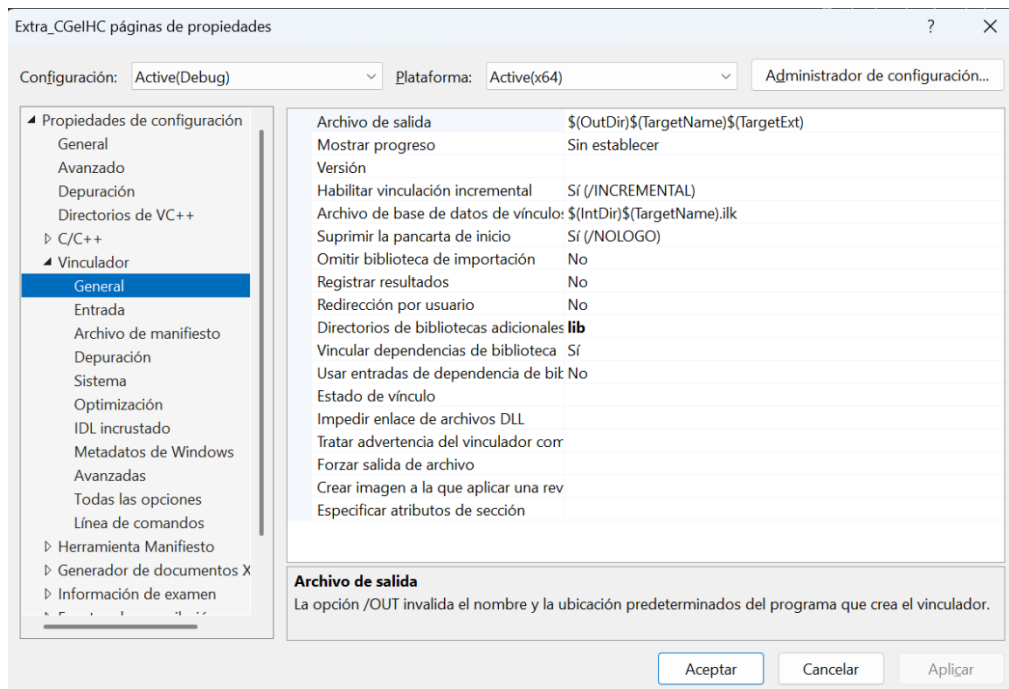 Extra_CGeIHC páginas de propiedades
?
Configuración: Active(Debug) Plataforma: Active(x64) Administrador de configuración...
Propiedades de configuración
General
Avanzado
Depuración
Directorios de VC++
C/C++
Vinculador
General
Entrada
Archivo de manifiesto
Depuración
Sistema
Optimización
IDL incrustado
Metadatos de Windows
Avanzadas
Todas las opciones
Línea de comandos
Herramienta Manifiesto
Generador de documentos X
Información de examen
Archivo de salida $(OutDir)$(TargetName)$(TargetExt)
Mostrar progreso Sin establecer
Versión
Habilitar vinculación incremental Sí (/INCREMENTAL)
Archivo de base de datos de vínculo: $(IntDir)$(TargetName).ilk
Suprimir la pancarta de inicio Sí (/NOLOGO)
Omitir biblioteca de importación No
Registrar resultados No
Redirección por usuario No
Directorios de bibliotecas adicionales lib
Vincular dependencias de biblioteca Sí
Usar entradas de dependencia de bib No
Estado de vínculo
Impedir enlace de archivos DLL
Tratar advertencia del vinculador com
Forzar salida de archivo
Crear imagen a la que aplicar una rev
Especificar atributos de sección
Archivo de salida
La opción /OUT invalida el nombre y la ubicación predeterminados del programa que crea el vinculador.
Aceptar Cancelar Aplicar